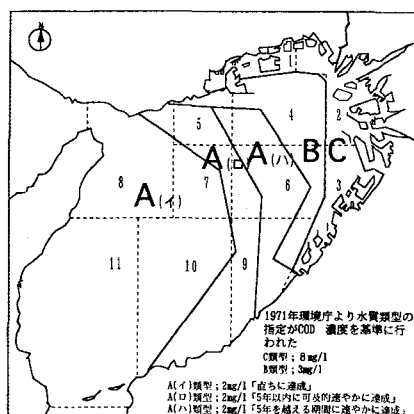 N
1
4
2
5
A(ロ)
A(ハ)
B
C
8
A(イ)
7
6
3
11
10
9
1971年環境庁より水質類型の
指定がCOD 濃度を基準に行
われた
C類型;8mg/l
B類型;3mg/l
A(イ)類型;2mg/l「直ちに達成」
A(ロ)類型;2mg/l「5年以内に可及的速やかに達成」
A(ハ)類型;2mg/l「5年を越える期間に速やかに達成」